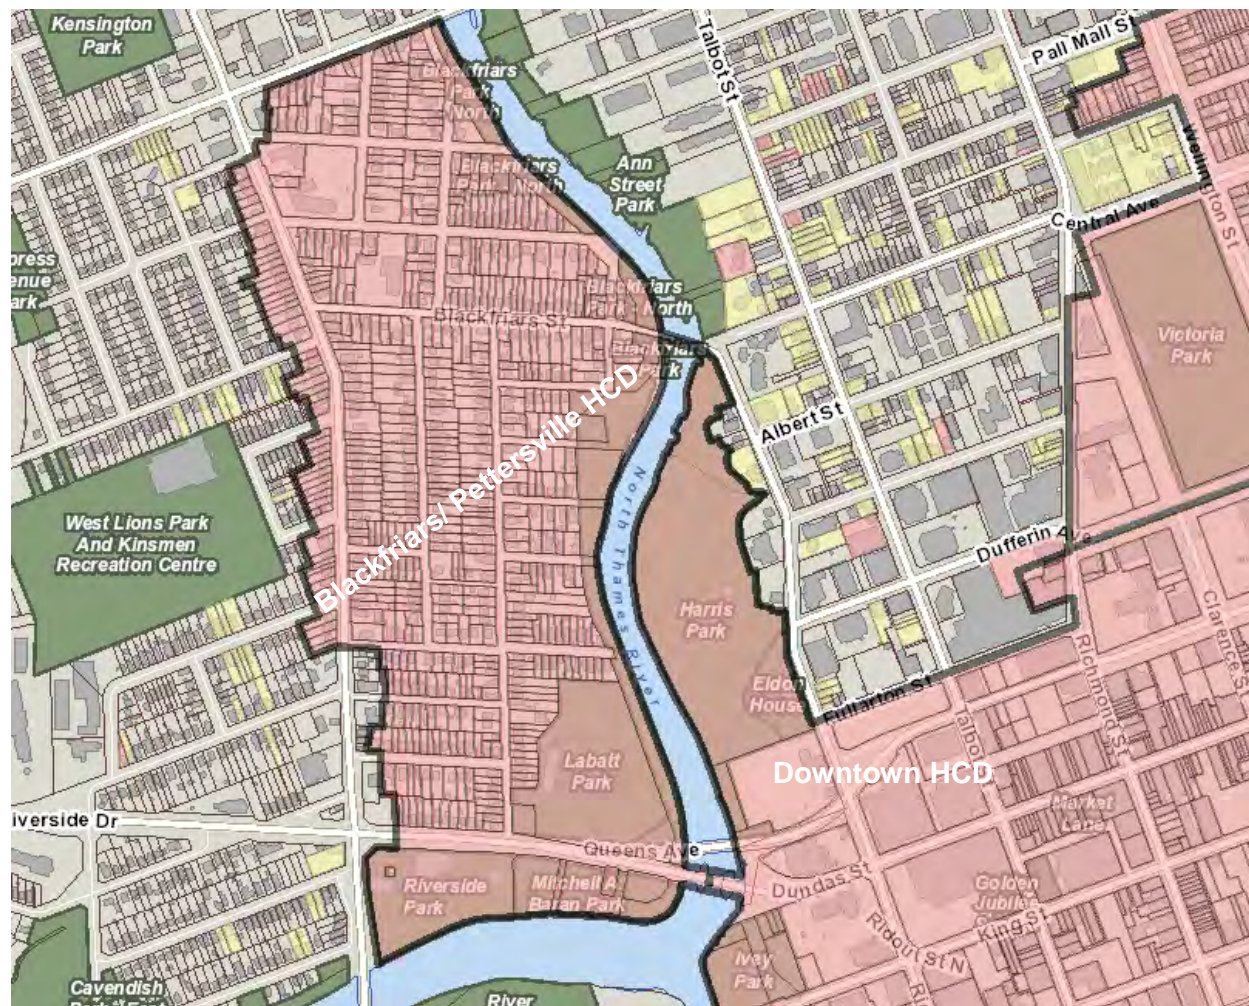 Kensington
Park
Talbot St
Pall Mall S
Blackfriars
Park
North
Wellington St
Ann
Street
Park
Blackfriars
Park - North
Central Ave
press
enue
ark
Blackfriars
Park - North
Blackfriars St
Victoria
Park
Blackfriars
Park
Blackfriars/ Pettersville HCD
Albert St
North Thames River
West Lions Park
And Kinsmen
Recreation Centre
Dufferin Ave
Harris
Park
Clarence S
Eldon
House
Fullarton St
Richmond St
Talbot
Labatt
Park
Downtown HCD
Market
Lane
iverside Dr
Queens Ave
Riverside
Park
Mitchell A.
Baran Park
Dundas St
Golden
Jubilee
King St
Ridout St N
Ivey
Park
Cavendish
River